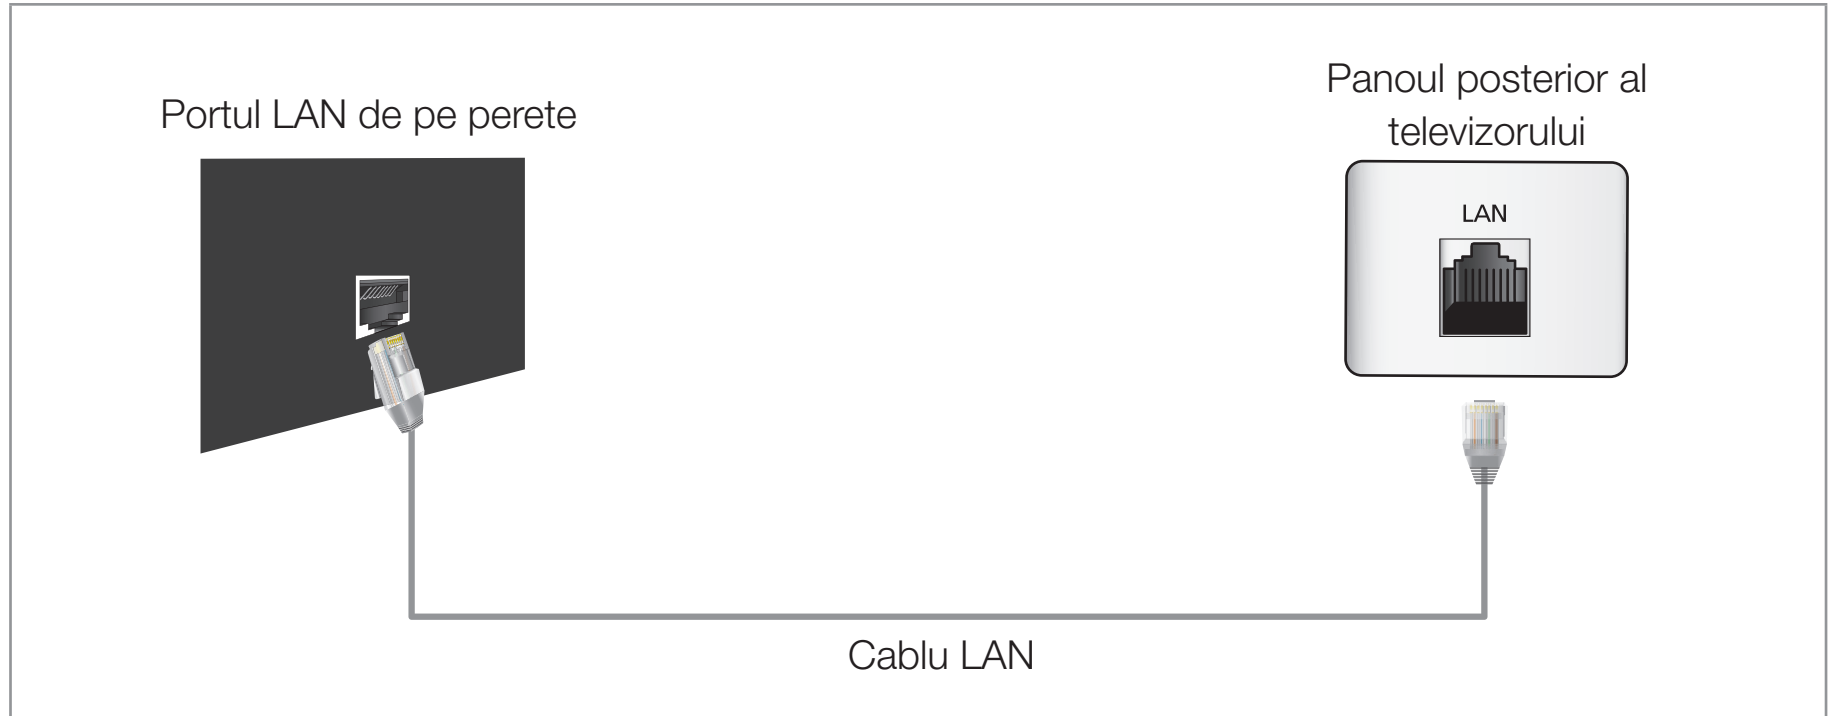 Portul LAN de pe perete
Panoul posterior al
televizorului
LAN
Cablu LAN